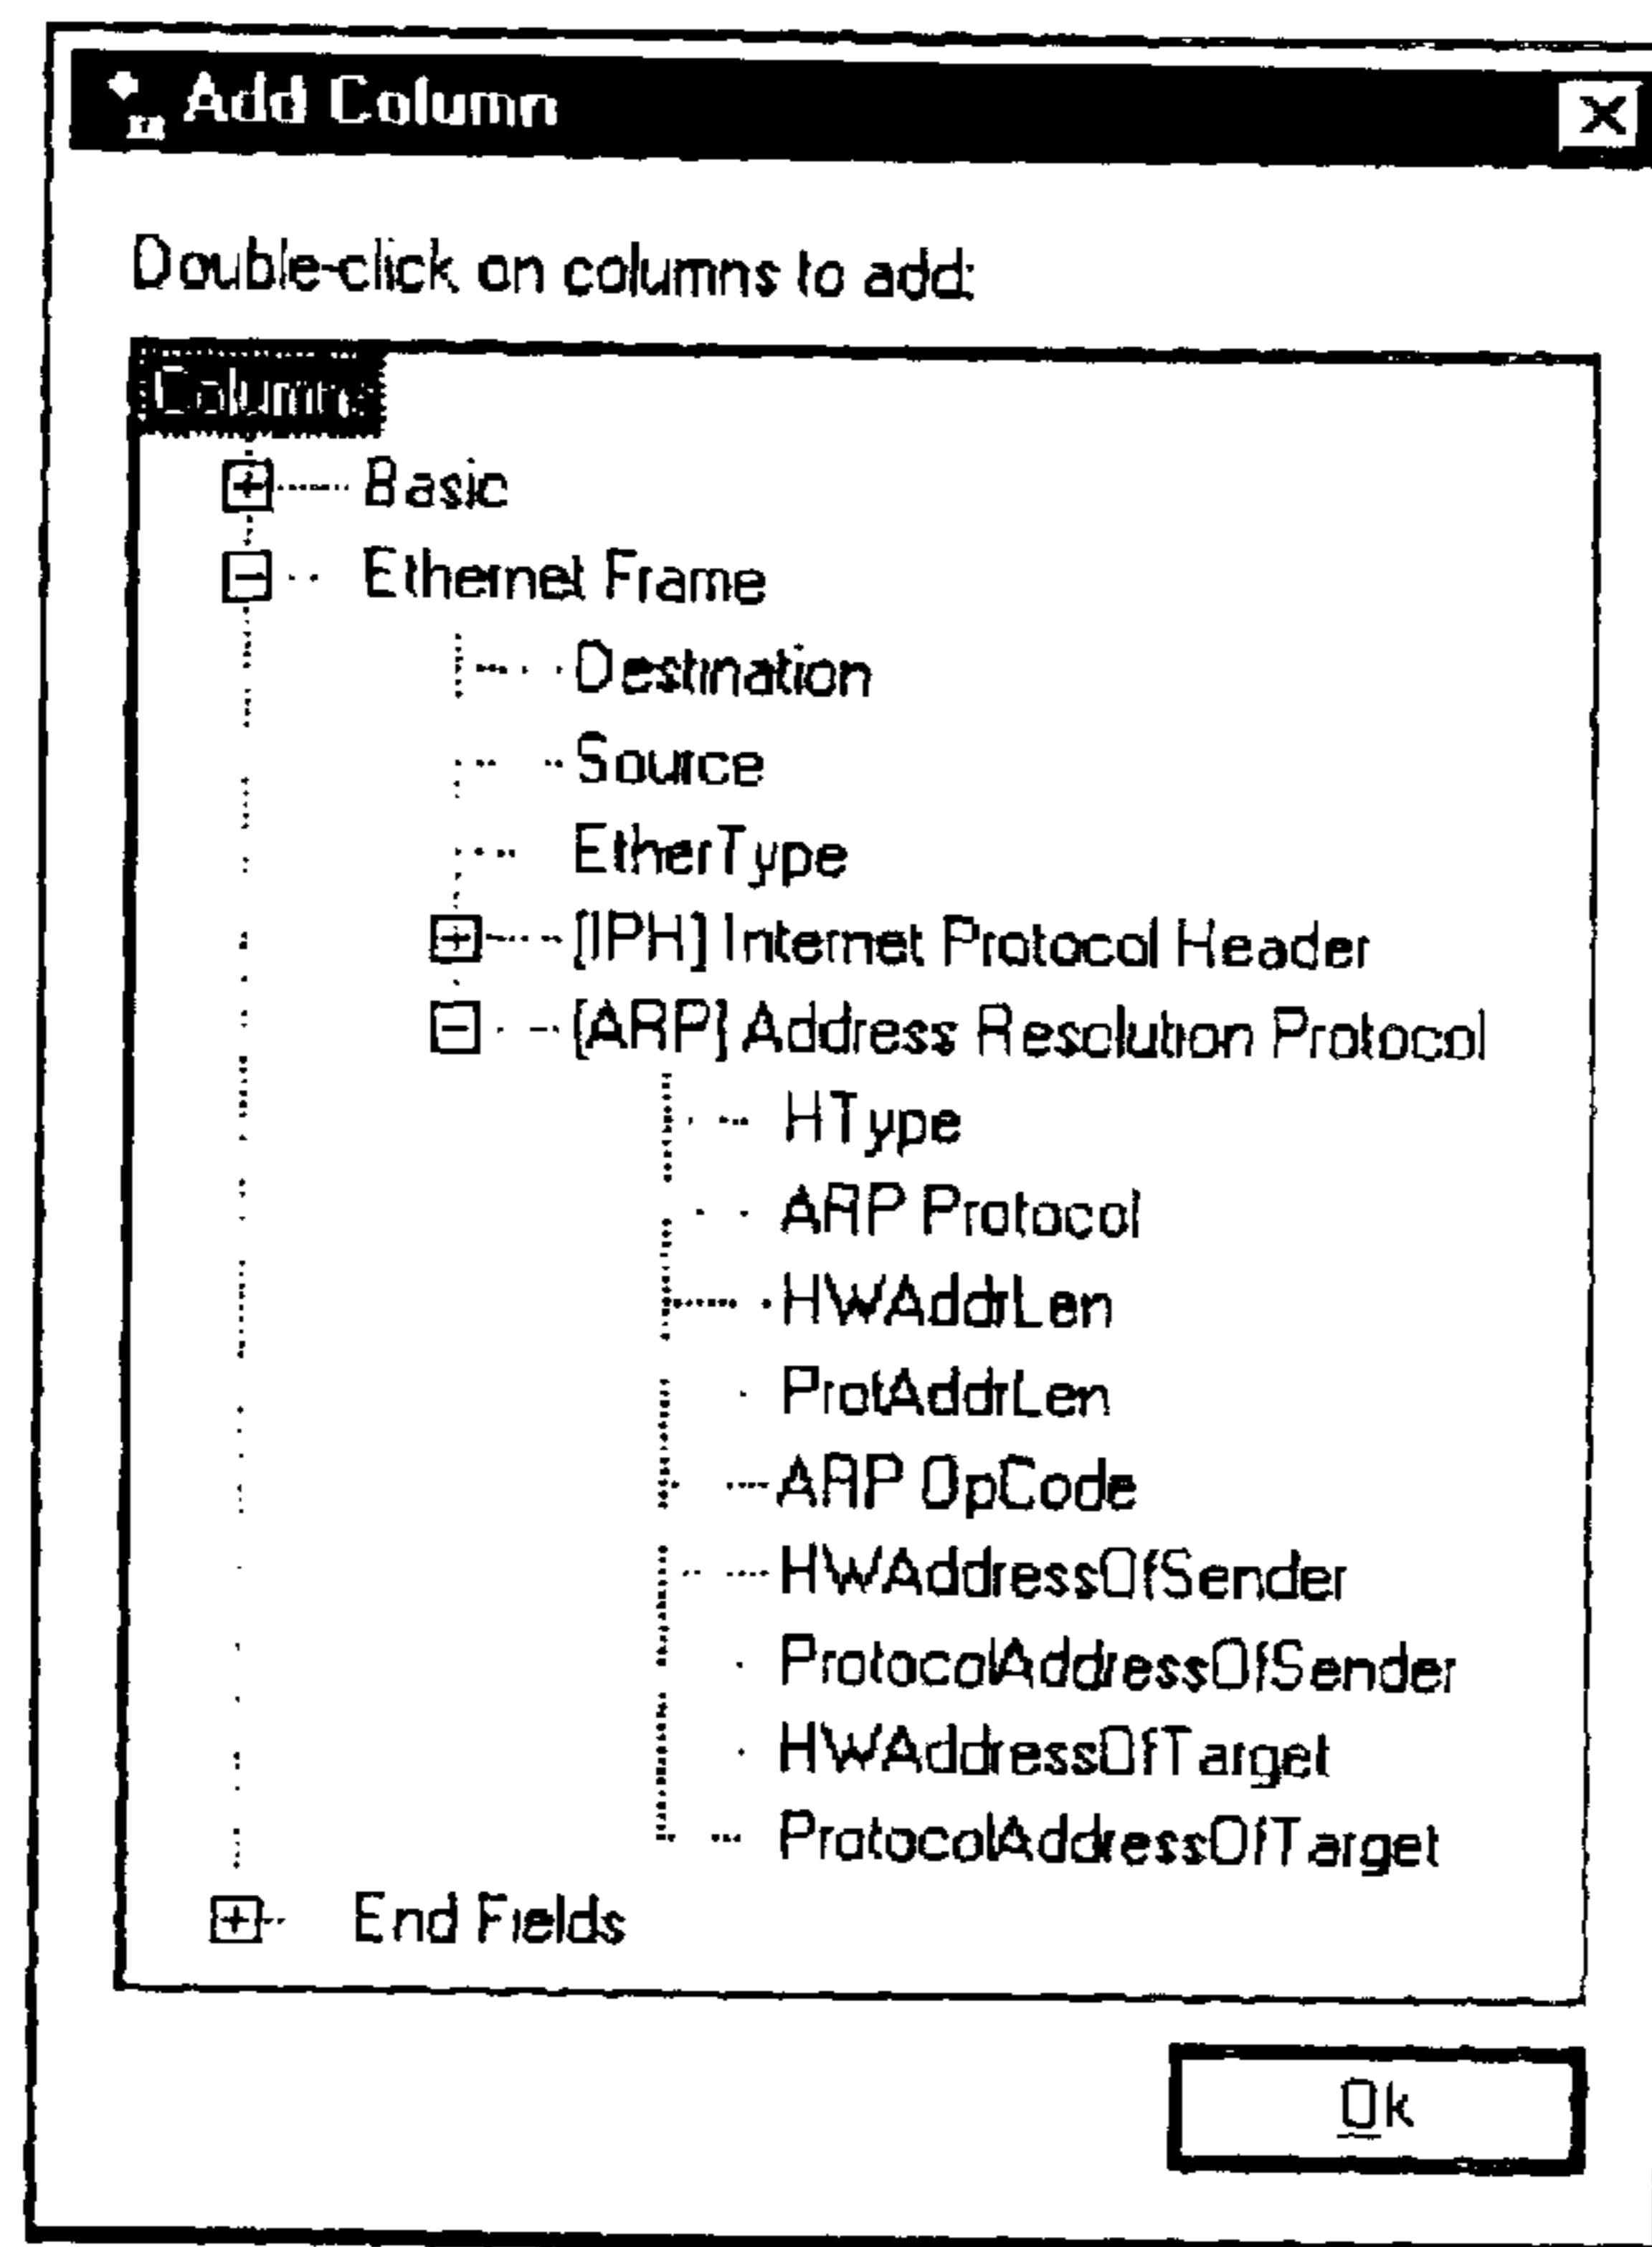 Add Column
Double-click on columns to add:
Columns
Basic
Ethernet Frame
Destination
Source
EtherType
[IPH] Internet Protocol Header
[ARP] Address Resolution Protocol
HType
ARP Protocol
HWAddrLen
ProtAddrLen
ARP OpCode
HWAddressOfSender
ProtocolAddressOfSender
HWAddressOfTarget
ProtocolAddressOfTarget
End Fields
Ok